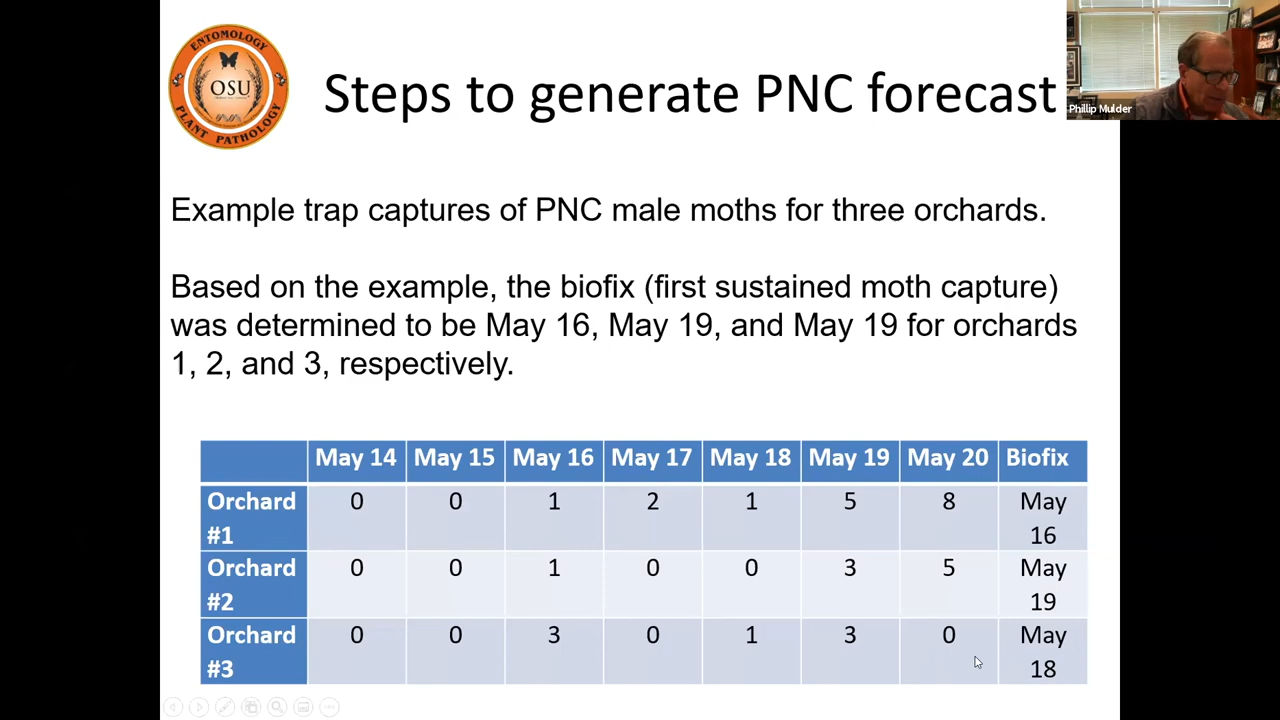 ENTOMOLOGY
OSU
PLANT PATHOLOGY
Steps to generate PNC forecast
Phillip Mulder
Example trap captures of PNC male moths for three orchards.
Based on the example, the biofix (first sustained moth capture)
was determined to be May 16, May 19, and May 19 for orchards
1, 2, and 3, respectively.
May 14 May 15 May 16 May 17 May 18 May 19 May 20 Biofix
Orchard #1 0 0 1 2 1 5 8 May 16
Orchard #2 0 0 1 0 0 3 5 May 19
Orchard #3 0 0 3 0 1 3 0 May 18